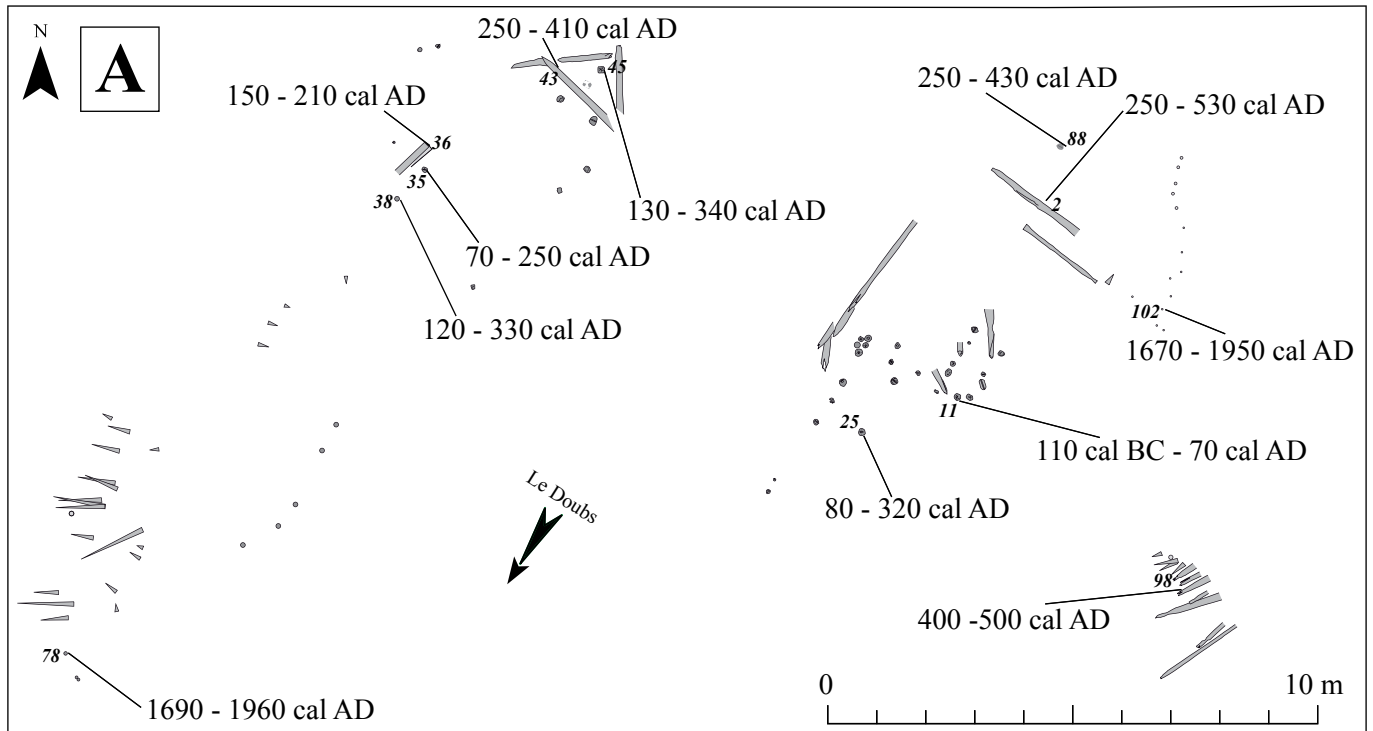 N
A
250 - 410 cal AD
43
45
150 - 210 cal AD
36
35
38
130 - 340 cal AD
70 - 250 cal AD
120 - 330 cal AD
250 - 430 cal AD
250 - 530 cal AD
88
2
102
1670 - 1950 cal AD
11
110 cal BC - 70 cal AD
25
80 - 320 cal AD
Le Doubs
98
400 -500 cal AD
78
1690 - 1960 cal AD
0
10 m